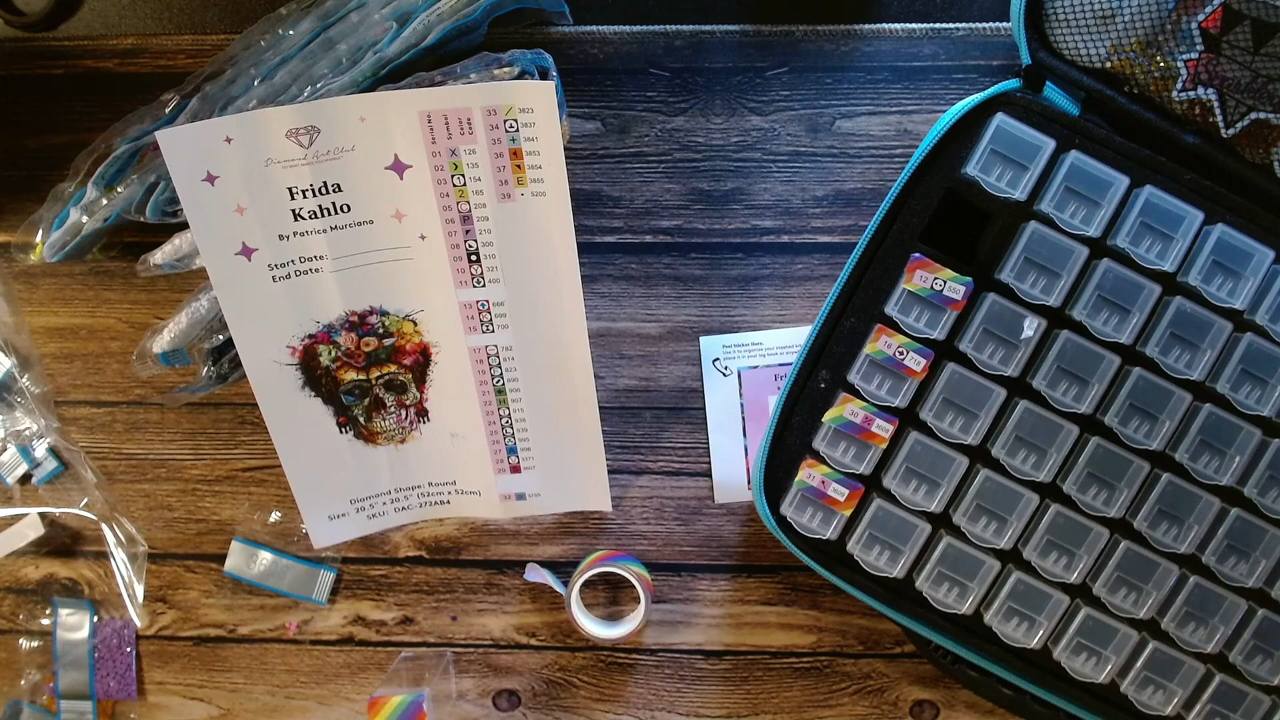 Diamond Art Club
Frida
Kahlo
By Patrice Murciano
Start Date:
End Date:
Diamond Shape: Round
Size: 20.5" x 20.5" (52cm x 52cm)
SKU: DAC-272AB4
Serial No. Symbol Color Code
01 X 126
02 135
03 154
04 2 165
05 C 208
06 P 209
07 210
08 300
09 310
10 Y 321
11 400
13 666
14 K 699
15 700
17 782
18 814
19 823
20 890
21 906
22 H 907
23 915
24 938
25 939
26 995
27 996
28 3371
29 3607
32
33 / 3823
34 3837
35 + 3841
36 3853
37 3854
38 E 3855
39 • 5200
Peel Sticker Here.
12 550
16 718
30 3608
31 3609